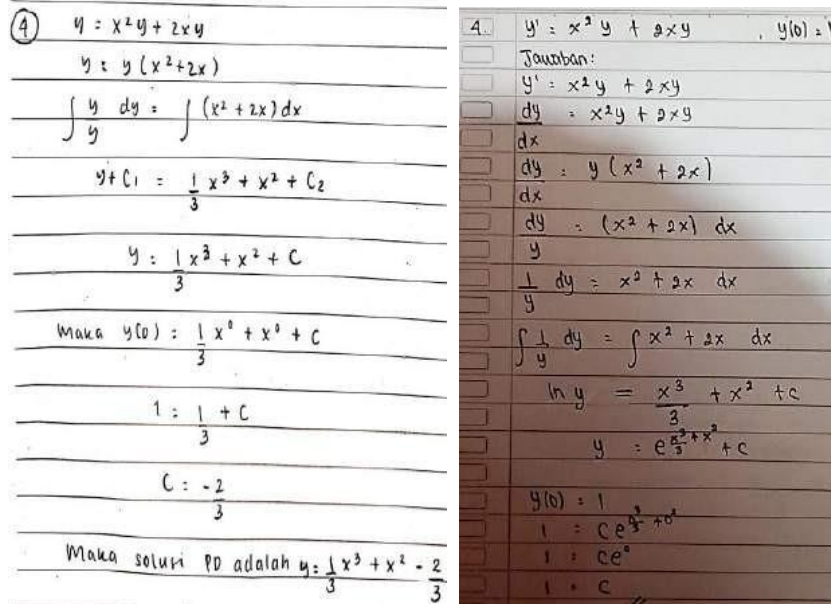 ④ y = x²y + 2xy
y = y (x² + 2x)
∫ y/y dy = ∫ (x² + 2x) dx
y + C₁ = 1/3 x³ + x² + C₂
y = 1/3 x³ + x² + C
Maka y(0) = 1/3 x⁰ + x⁰ + C
1 = 1/3 + C
C = -2/3
Maka solusi PD adalah y = 1/3 x³ + x² - 2/3
4. y' = x²y + 2xy , y(0) = 1
Jawaban:
y' = x²y + 2xy
dy/dx = x²y + 2xy
dy/dx = y (x² + 2x)
dy/y = (x² + 2x) dx
1/y dy = x² + 2x dx
∫ 1/y dy = ∫ x² + 2x dx
ln y = x³/3 + x² + c
y = e^(x³/3 + x²) + c
y(0) = 1
1 = Ce^(0³/3 + 0²)
1 = ce⁰
1 = C